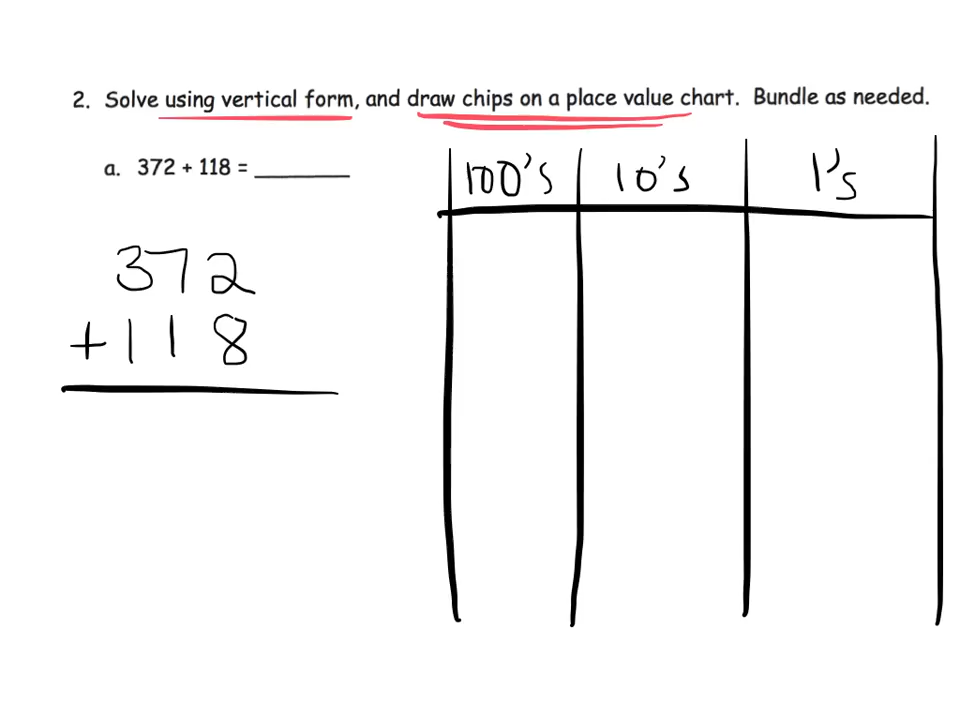 2. Solve using vertical form, and draw chips on a place value chart. Bundle as needed.
a. 372 + 118 = ________
100's 10's 1's
372
+118